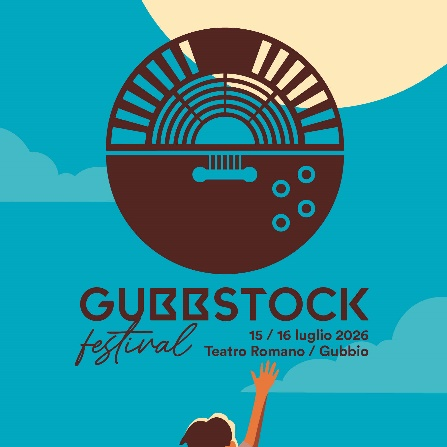 GUBBSTOCK
festival
15 / 16 luglio 2026
Teatro Romano / Gubbio